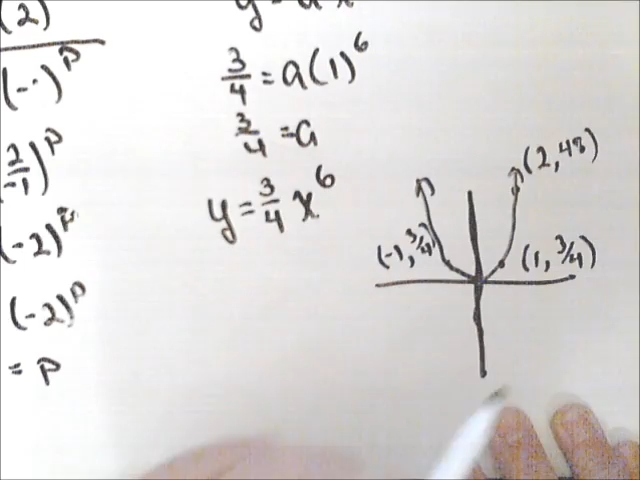 (2)
(-·)^p
2/-1)^p
(-2)^p
(-2)^p
= p
y = a x
3/4 = a(1)^6
3/4 = a
y = 3/4 x^6
(2, 48)
(-1, 3/4)
(1, 3/4)